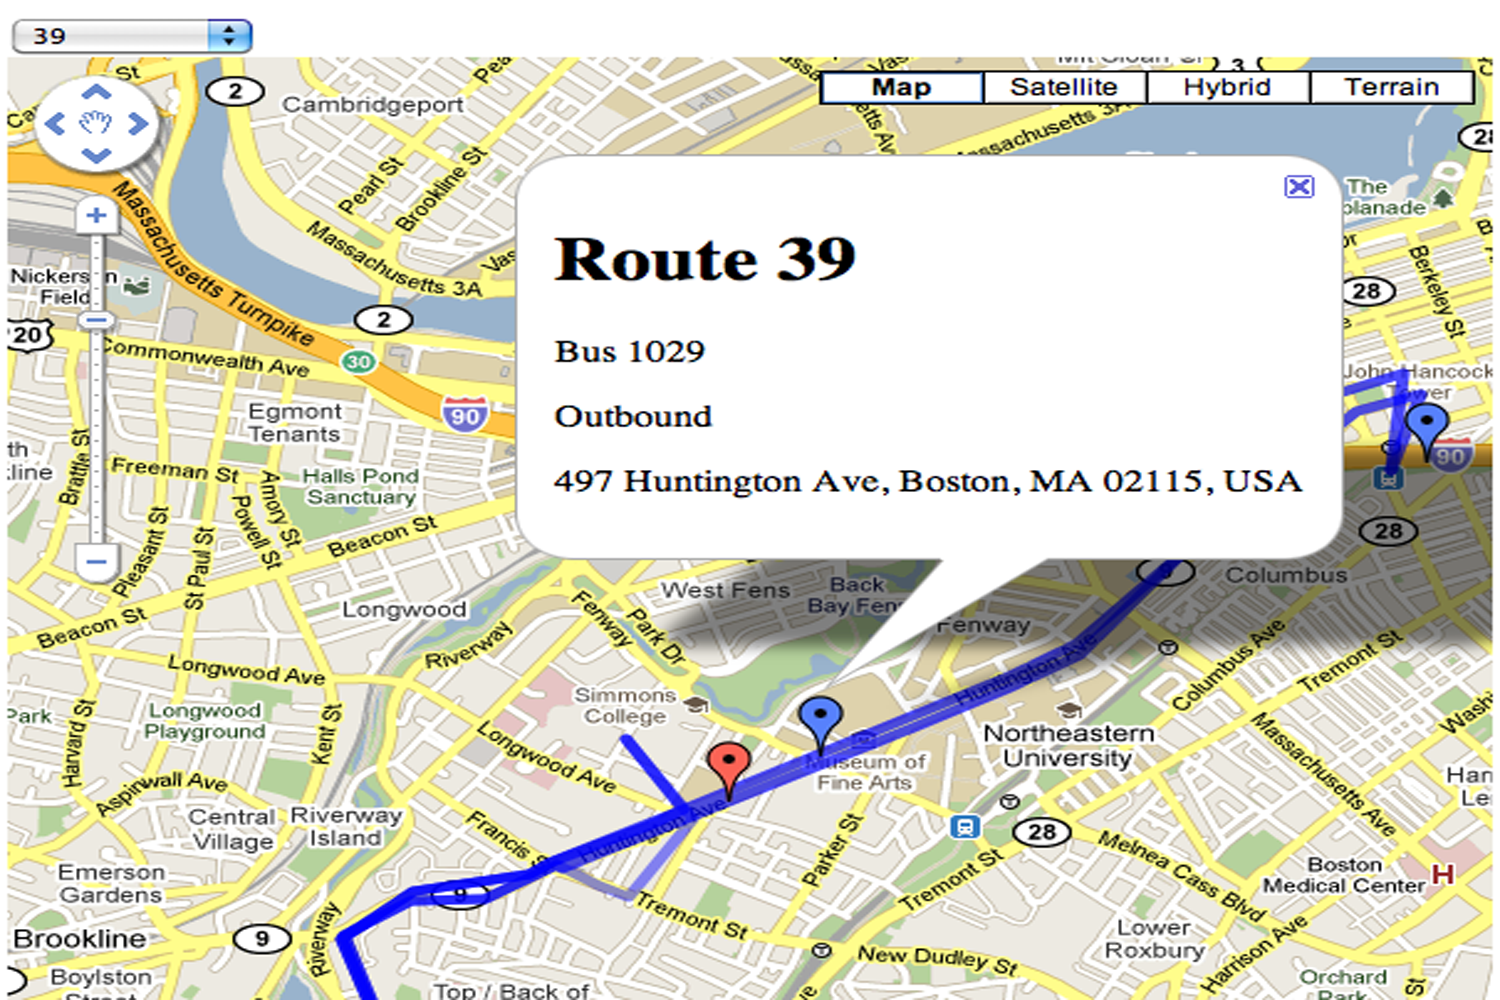 39
St
2
Cambridgeport
3
Map
Satellite
Hybrid
Terrain
Massachusetts 3A
28
Pearl St
Brookline St
Massachusetts Turnpike
Massachusetts 3A
The
Berkeley St
28
Route 39
Bus 1029
Outbound
497 Huntington Ave, Boston, MA 02115, USA
Field
20
2
Commonwealth Ave
30
90
John Hancock
90
Egmont
Tenants
Brattle St
Freeman St
Amory St
Powell St
Halls Pond
Sanctuary
Pleasant St
St Paul St
Beacon St
28
Columbus
West Fens
Back
Fenway
Longwood
Fenway
Park Dr
Beacon St
Riverway
Longwood Ave
Huntington Ave
Columbus Ave
Tremont St
Simmons
College
Park
Longwood
Playground
Harvard St
Kent St
Longwood Ave
Northeastern
University
Massachusetts Ave
Museum of
Fine Arts
Aspinwall Ave
Central
Village
Riverway
Island
Francis
Huntington Ave
Parker St
28
Melnea Cass Blvd
Boston
Medical Center
H
Emerson
Gardens
9
Tremont St
Tremont St
Brookline
9
Riverway
New Dudley St
Lower
Roxbury
Harrison Ave
Boylston
Top / Back of
Orchard
St